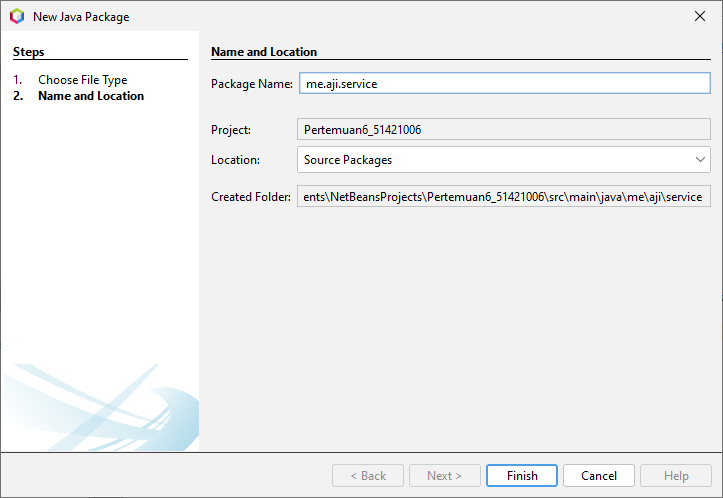 New Java Package
Steps
1. Choose File Type
2. Name and Location
Name and Location
Package Name: me.aji.service
Project: Pertemuan6_51421006
Location: Source Packages
Created Folder: ents\NetBeansProjects\Pertemuan6_51421006\src\main\java\me\aji\service
< Back Next > Finish Cancel Help